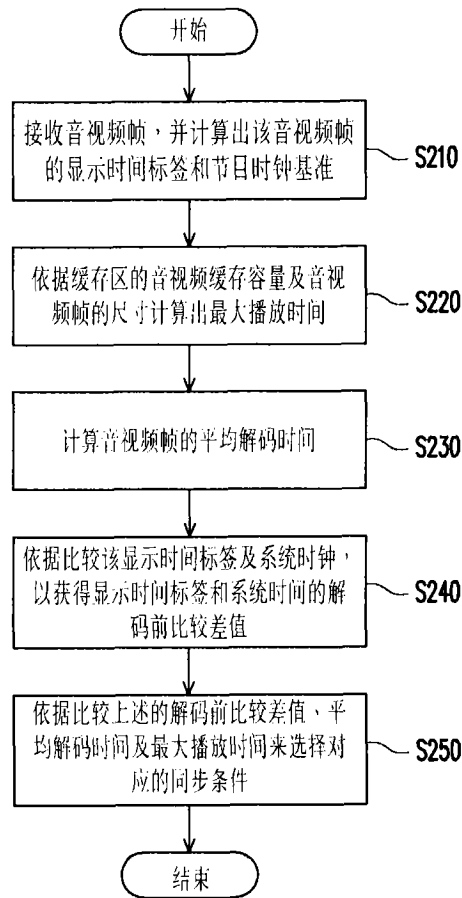 开始
接收音视频帧，并计算出该音视频帧
的显示时间标签和节目时钟基准
S210
依据缓存区的音视频缓存容量及音视
频帧的尺寸计算出最大播放时间
S220
计算音视频帧的平均解码时间
S230
依据比较该显示时间标签及系统时钟，
以获得显示时间标签和系统时间的解
码前比较差值
S240
依据比较上述的解码前比较差值、平
均解码时间及最大播放时间来选择对
应的同步条件
S250
结束